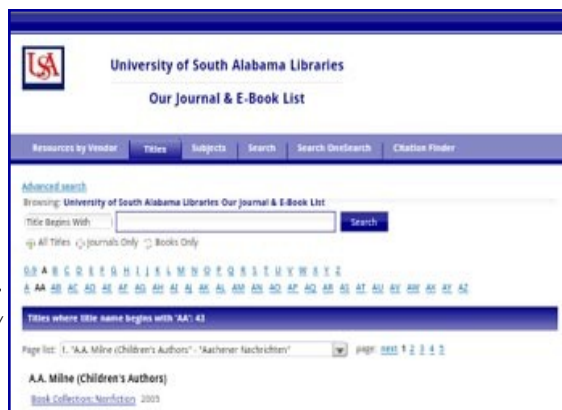 USA
University of South Alabama Libraries
Our Journal & E-Book List
Resources by Vendor Titles Subjects Search Search OneSearch Citation Finder
Advanced search
Browsing: University of South Alabama Libraries Our Journal & E-Book List
Title Begins With Search
All Titles Journals Only Books Only
0-9 A B C D E F G H I J K L M N O P Q R S T U V W X Y Z
A AA AB AC AD AE AF AG AH AI AJ AK AL AM AN AO AP AQ AR AS AT AU AV AW AX AY AZ
Titles where title name begins with 'AA': 43
Page list: 1. "A.A. Milne (Children's Authors" - "Aachener Nachrichten" page: next 1 2 3 4 5
A.A. Milne (Children's Authors)
Book Collection: Nonfiction 2005